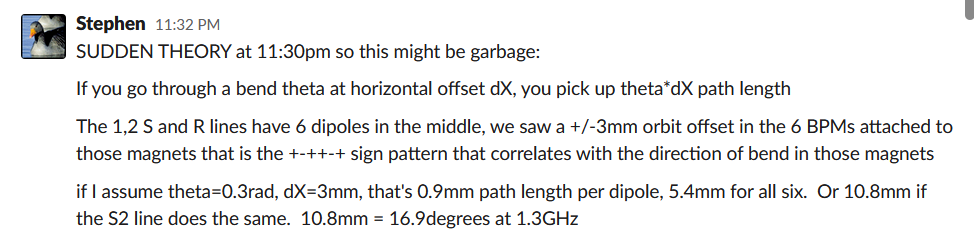 Stephen 11:32 PM
SUDDEN THEORY at 11:30pm so this might be garbage:
If you go through a bend theta at horizontal offset dX, you pick up theta*dX path length
The 1,2 S and R lines have 6 dipoles in the middle, we saw a +/-3mm orbit offset in the 6 BPMs attached to
those magnets that is the +-++-+ sign pattern that correlates with the direction of bend in those magnets
if I assume theta=0.3rad, dX=3mm, that's 0.9mm path length per dipole, 5.4mm for all six.  Or 10.8mm if
the S2 line does the same.  10.8mm = 16.9degrees at 1.3GHz